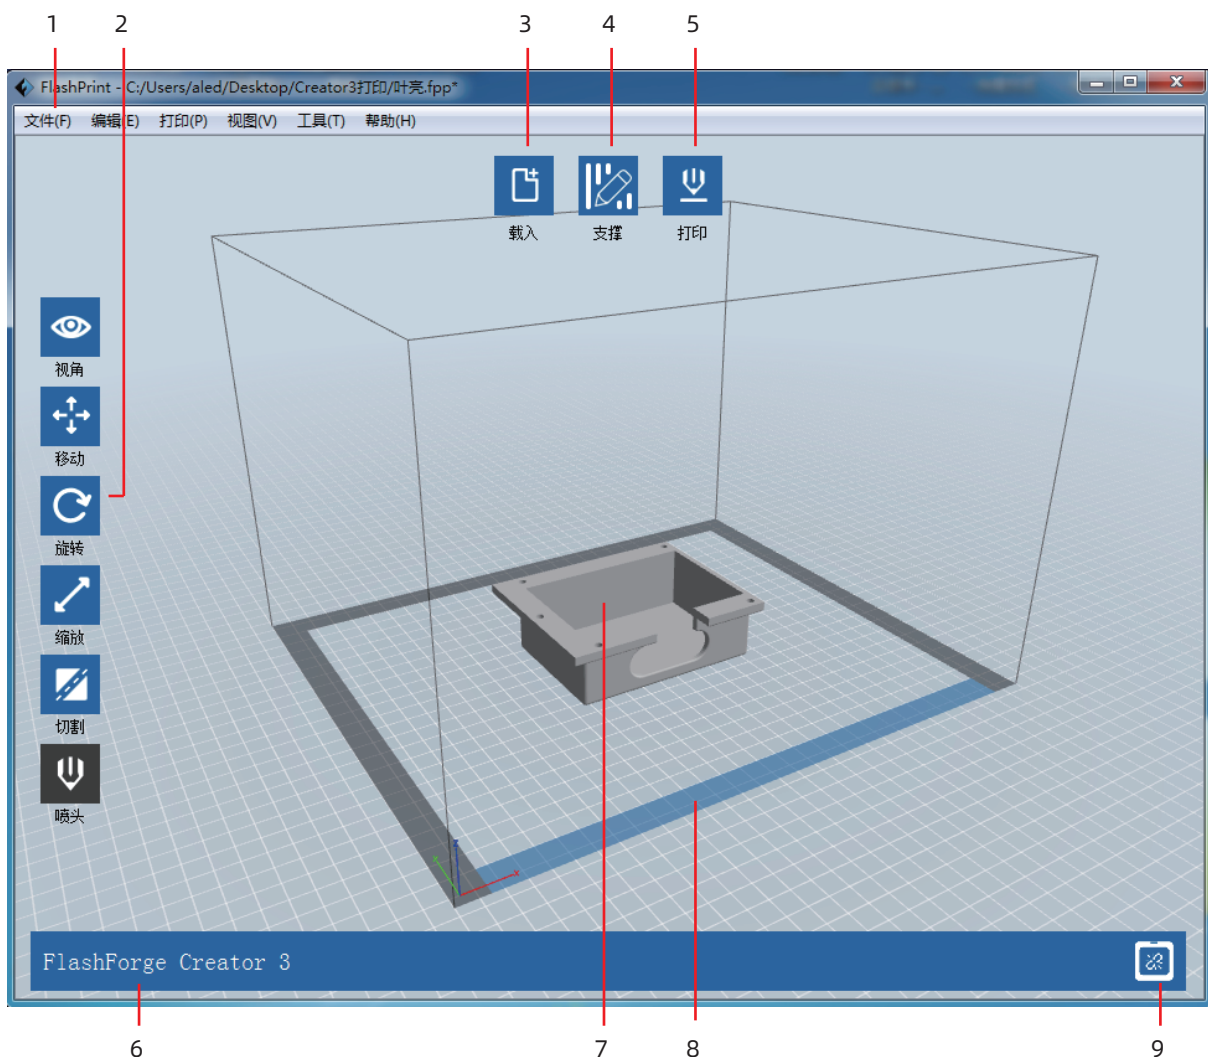 1 2 3 4 5
FlashPrint - C:/Users/aled/Desktop/Creator3打印/叶亮.fpp*
文件(F) 编辑(E) 打印(P) 视图(V) 工具(T) 帮助(H)
载入 支撑 打印
视角
移动
旋转
缩放
切割
喷头
z
x
FlashForge Creator 3
6 7 8 9